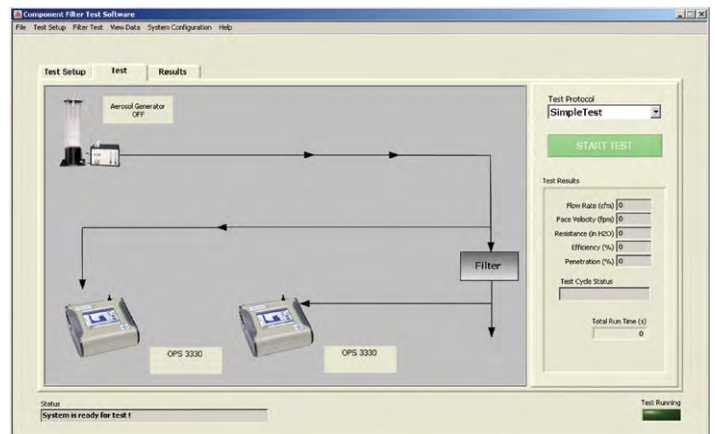 Component Filter Test Software
File Test Setup Filter Test View Data System Configuration Help
Test Setup Test Results
Aerosol Generator
OFF
Test Protocol
SimpleTest
START TEST
Test Results
Flow Rate (cfm) 0
Face Velocity (fpm) 0
Resistance (in H2O) 0
Efficiency (%) 0
Penetration (%) 0
Filter
Test Cycle Status
Total Run Time (s)
0
OPS 3330
OPS 3330
Status
System is ready for test !
Test Running